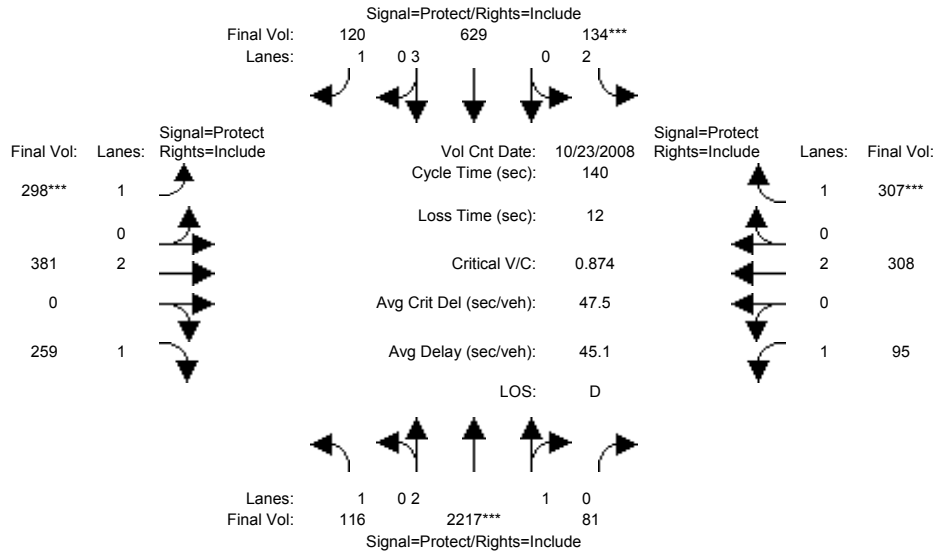 Signal=Protect/Rights=Include
Final Vol: 120 629 134***
Lanes: 1 0 3 0 2
Signal=Protect
Final Vol: Lanes: Rights=Include
Vol Cnt Date: 10/23/2008
Signal=Protect
Rights=Include Lanes: Final Vol:
Cycle Time (sec): 140
298*** 1
1 307***
Loss Time (sec): 12
0
0
381 2
Critical V/C: 0.874
2 308
0
Avg Crit Del (sec/veh): 47.5
0
259 1
Avg Delay (sec/veh): 45.1
1 95
LOS: D
Lanes: 1 0 2 1 0
Final Vol: 116 2217*** 81
Signal=Protect/Rights=Include